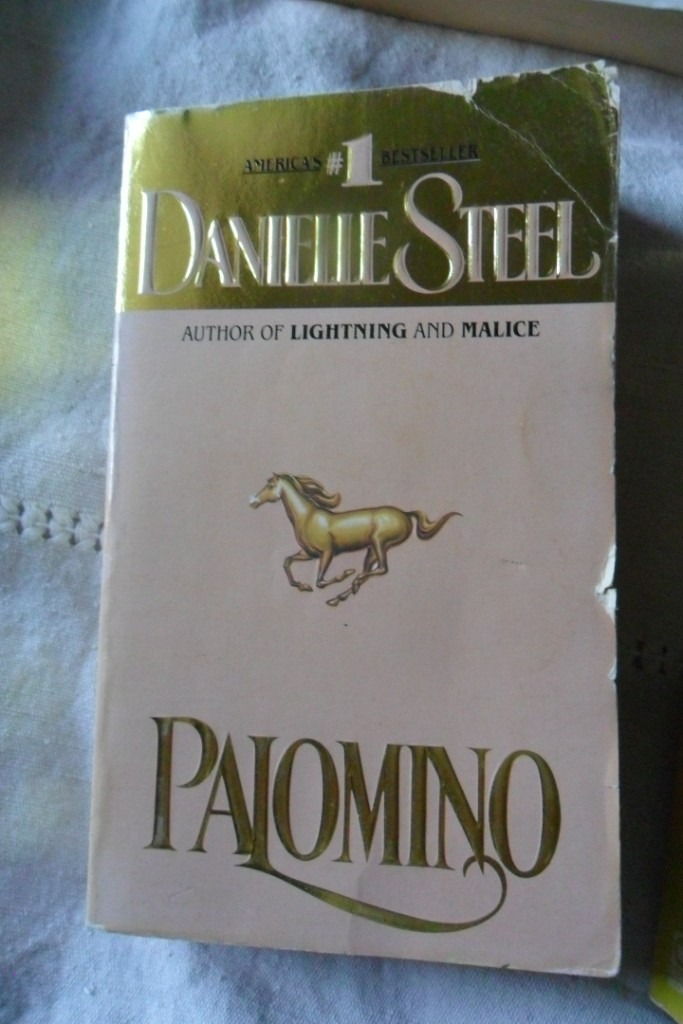 AMERICA'S #1 BESTSELLER
DANIELLE STEEL
AUTHOR OF LIGHTNING AND MALICE
PALOMINO